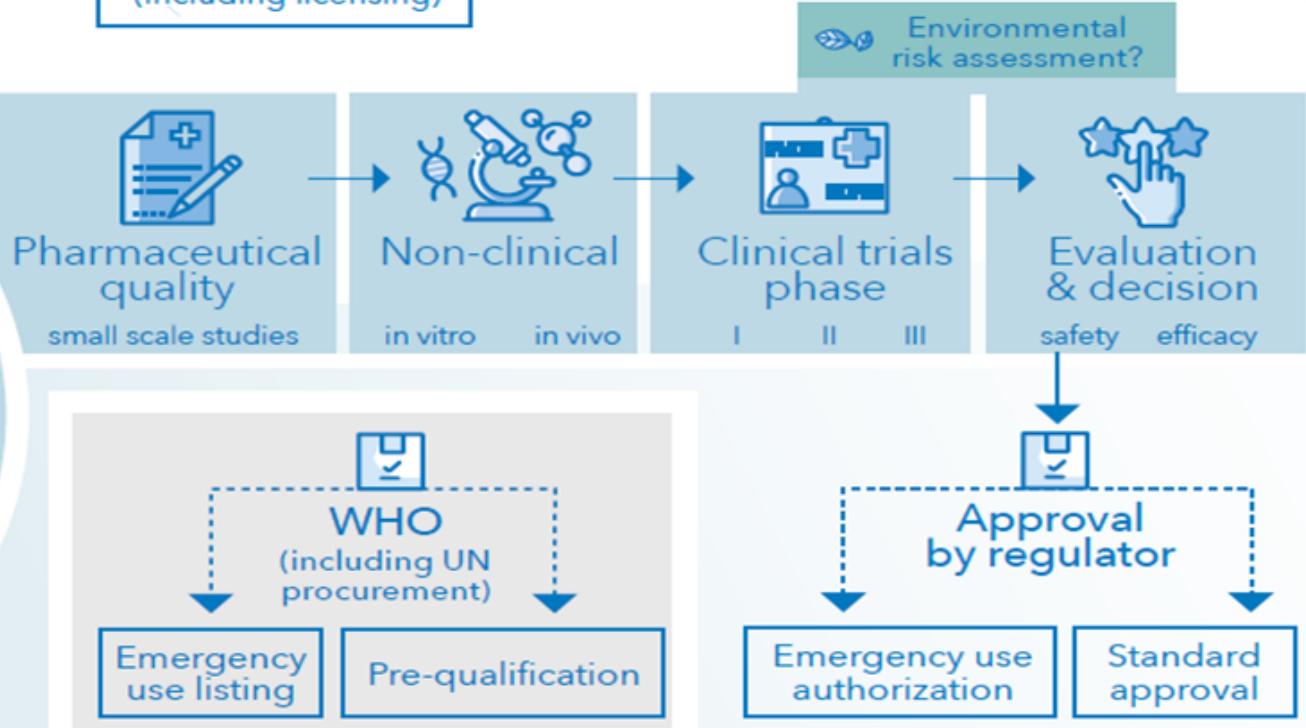 (including licensing)
Environmental
risk assessment?
Pharmaceutical
quality
small scale studies
Non-clinical
in vitro in vivo
Clinical trials
phase
I II III
Evaluation
& decision
safety efficacy
WHO
(including UN
procurement)
Emergency
use listing
Pre-qualification
Approval
by regulator
Emergency use
authorization
Standard
approval